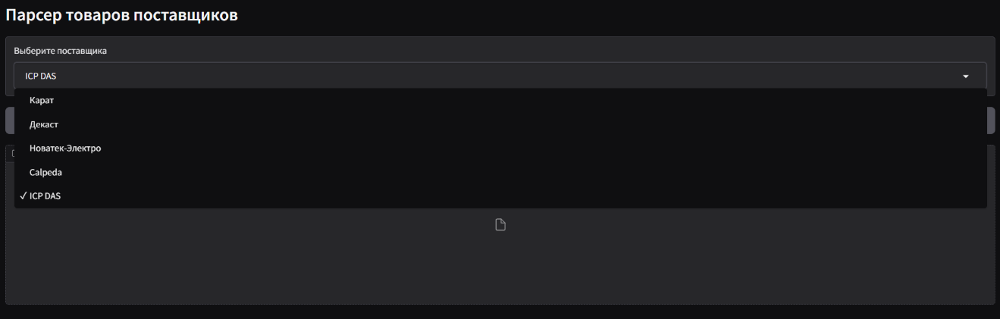 Парсер товаров поставщиков
Выберите поставщика
ICP DAS
Карат
Декаст
Новатек-Электро
Calpeda
✓ ICP DAS